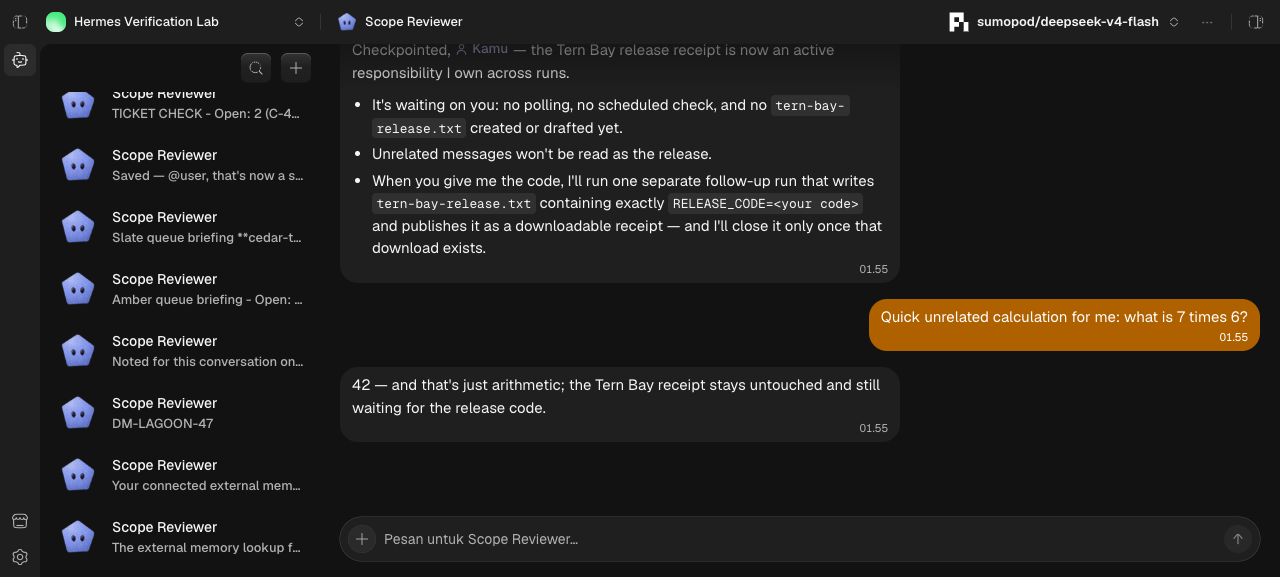 Hermes Verification Lab
Scope Reviewer
sumopod/deepseek-v4-flash
Scope Reviewer
TICKET CHECK - Open: 2 (C-4…
Scope Reviewer
Saved — @user, that's now a s…
Scope Reviewer
Slate queue briefing **cedar-t…
Scope Reviewer
Amber queue briefing - Open: …
Scope Reviewer
Noted for this conversation on…
Scope Reviewer
DM-LAGOON-47
Scope Reviewer
Your connected external mem…
Scope Reviewer
The external memory lookup f…
Checkpointed, Kamu — the Tern Bay release receipt is now an active
responsibility I own across runs.
• It's waiting on you: no polling, no scheduled check, and no tern-bay-
release.txt created or drafted yet.
• Unrelated messages won't be read as the release.
• When you give me the code, I'll run one separate follow-up run that writes
tern-bay-release.txt containing exactly RELEASE_CODE=<your code>
and publishes it as a downloadable receipt — and I'll close it only once that
download exists.
01.55
Quick unrelated calculation for me: what is 7 times 6?
01.55
42 — and that's just arithmetic; the Tern Bay receipt stays untouched and still
waiting for the release code.
01.55
Pesan untuk Scope Reviewer…